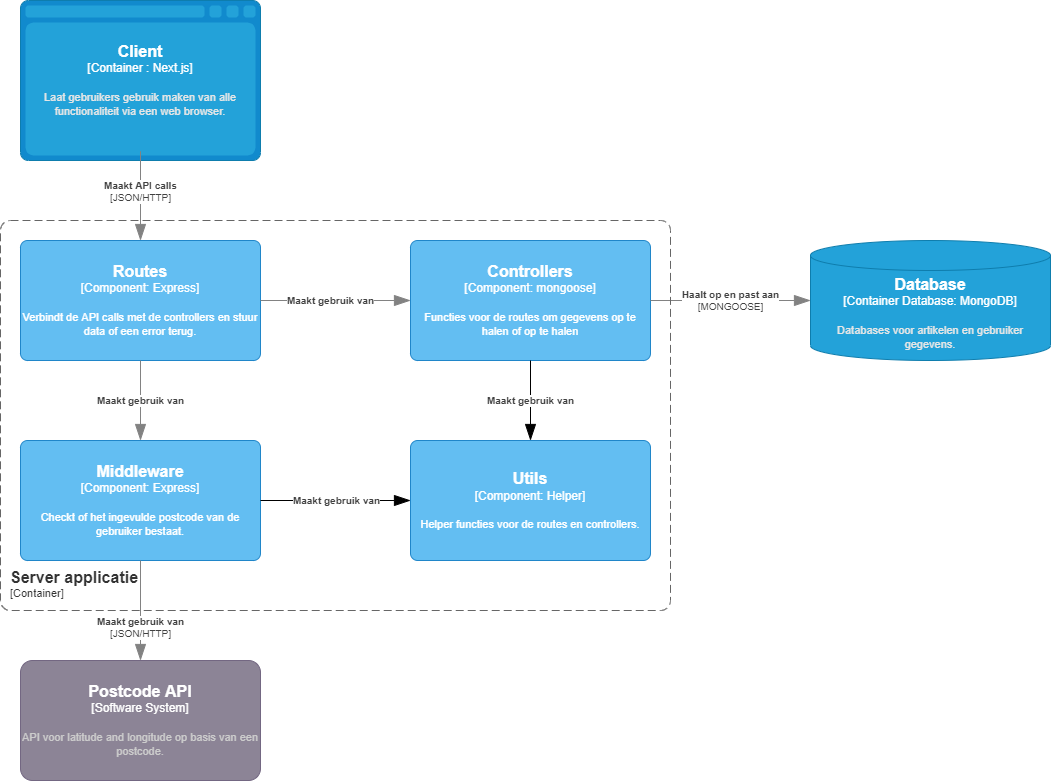 Client
[Container : Next.js]
Laat gebruikers gebruik maken van alle
functionaliteit via een web browser.
Maakt API calls
[JSON/HTTP]
Routes
[Component: Express]
Verbindt de API calls met de controllers en stuur
data of een error terug.
Maakt gebruik van
Controllers
[Component: mongoose]
Functies voor de routes om gegevens op te
halen of op te halen
Haalt op en past aan
[MONGOOSE]
Database
[Container Database: MongoDB]
Databases voor artikelen en gebruiker
gegevens.
Maakt gebruik van
Maakt gebruik van
Middleware
[Component: Express]
Checkt of het ingevulde postcode van de
gebruiker bestaat.
Maakt gebruik van
Utils
[Component: Helper]
Helper functies voor de routes en controllers.
Server applicatie
[Container]
Maakt gebruik van
[JSON/HTTP]
Postcode API
[Software System]
API voor latitude and longitude op basis van een
postcode.